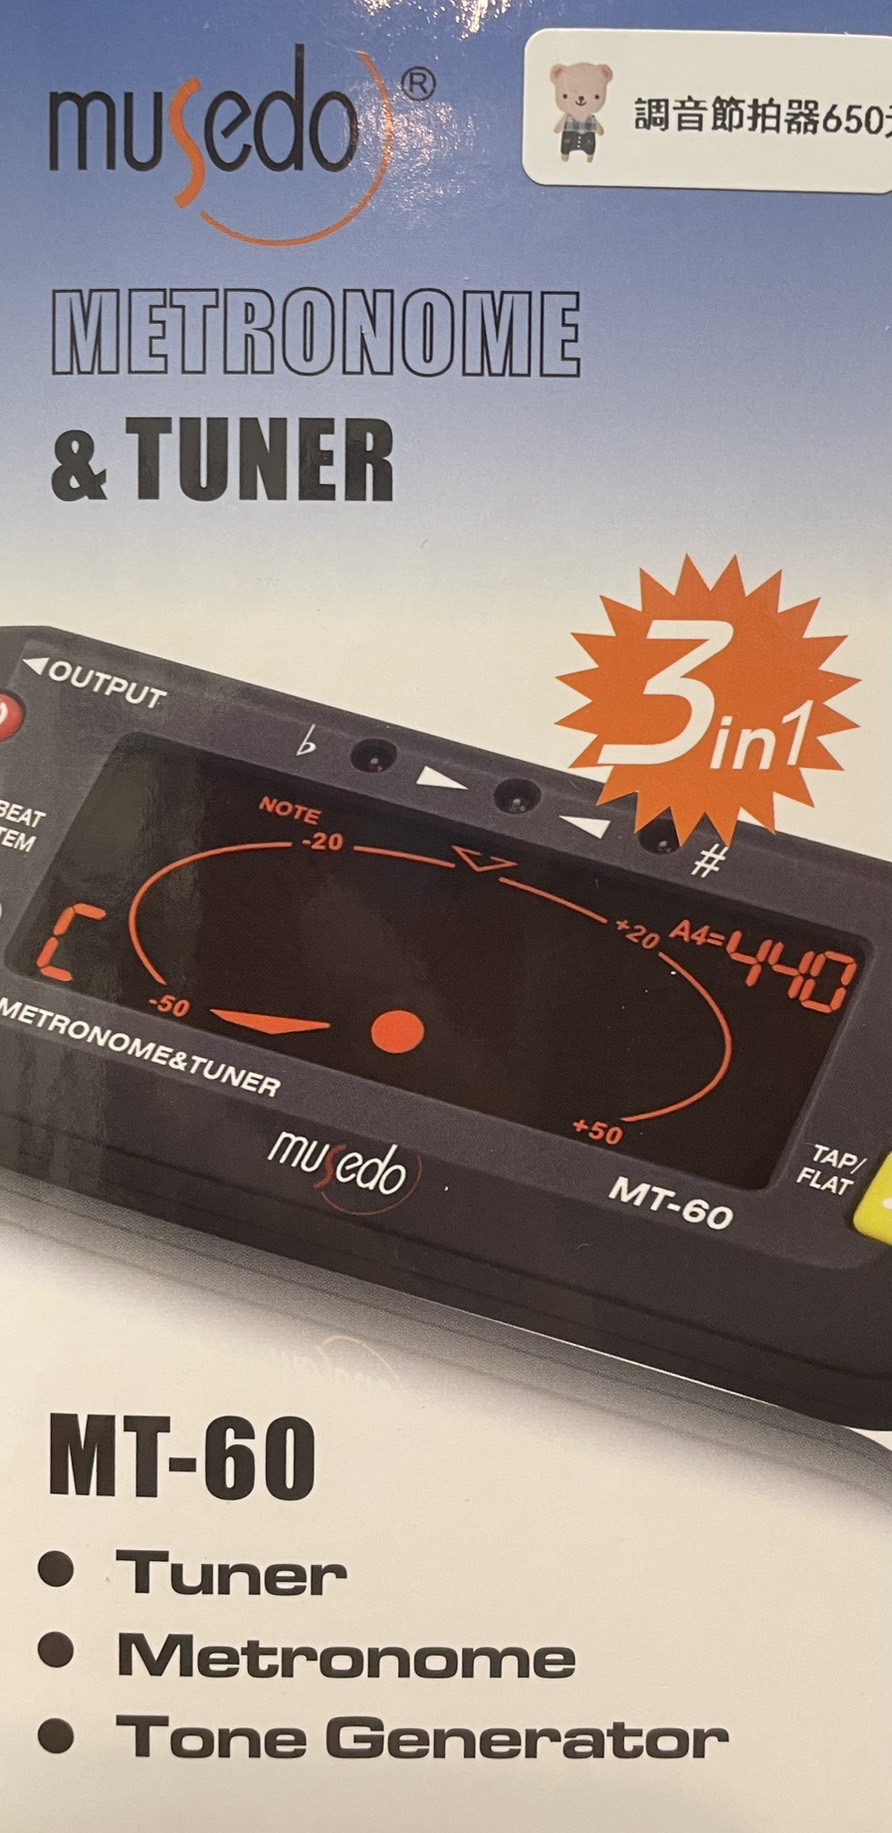 musedo®
調音節拍器650元
METRONOME
& TUNER
3in1
OUTPUT
♭
#
NOTE
-20
+20
A4=440
C
-50
+50
METRONOME&TUNER
musedo
MT-60
TAP/
FLAT
MT-60
● Tuner
● Metronome
● Tone Generator